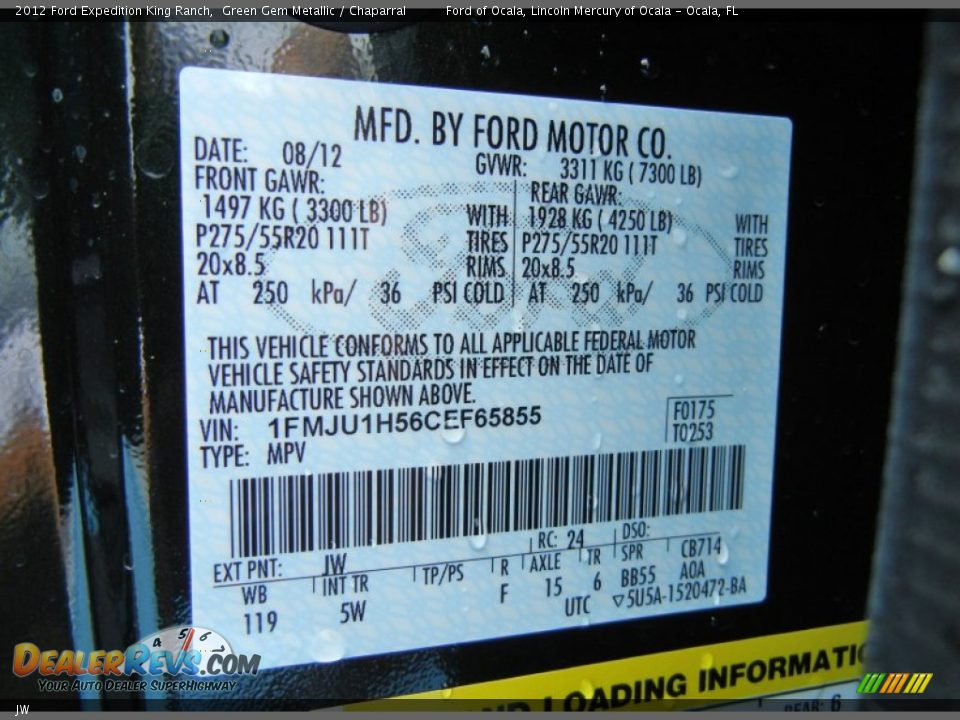 2012 Ford Expedition King Ranch, Green Gem Metallic / Chaparral Ford of Ocala, Lincoln Mercury of Ocala - Ocala, FL
MFD. BY FORD MOTOR CO.
DATE: 08/12 GVWR: 3311 KG ( 7300 LB)
FRONT GAWR: REAR GAWR:
1497 KG ( 3300 LB) WITH 1928 KG ( 4250 LB) WITH
P275/55R20 111T TIRES P275/55R20 111T TIRES
20x8.5 RIMS 20x8.5 RIMS
AT 250 kPa/ 36 PSI COLD AT 250 kPa/ 36 PSI COLD
THIS VEHICLE CONFORMS TO ALL APPLICABLE FEDERAL MOTOR
VEHICLE SAFETY STANDARDS IN EFFECT ON THE DATE OF
MANUFACTURE SHOWN ABOVE.
VIN: 1FMJU1H56CEF65855
TYPE: MPV
F0175
T0253
EXT PNT: JW RC: 24 DSO:
WB INT TR TP/PS R AXLE TR SPR CB714
119 5W F 15 6 BB55 A0A
UTC ▽5U5A-1520472-BA
LOADING INFORMATIO
REAR: 6
4 5 6
DEALERREVS.COM
YOUR AUTO DEALER SUPERHIGHWAY
JW